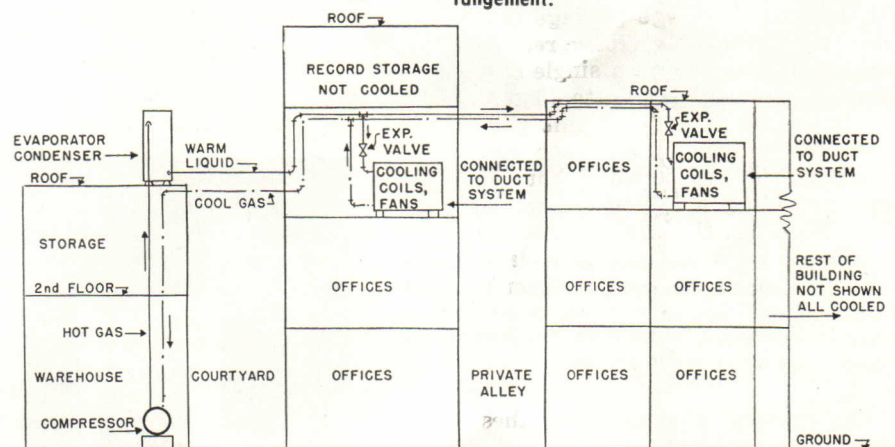 rangement.
ROOF
RECORD STORAGE
NOT COOLED
ROOF
EVAPORATOR
CONDENSER
WARM
LIQUID
EXP.
VALVE
EXP.
VALVE
ROOF
COOL GAS
COOLING
COILS,
FANS
CONNECTED
TO DUCT
SYSTEM
OFFICES
COOLING
COILS,
FANS
CONNECTED
TO DUCT
SYSTEM
STORAGE
2nd FLOOR
OFFICES
OFFICES
OFFICES
REST OF
BUILDING
NOT SHOWN
ALL COOLED
HOT GAS
WAREHOUSE
COURTYARD
OFFICES
PRIVATE
ALLEY
OFFICES
OFFICES
COMPRESSOR
GROUND